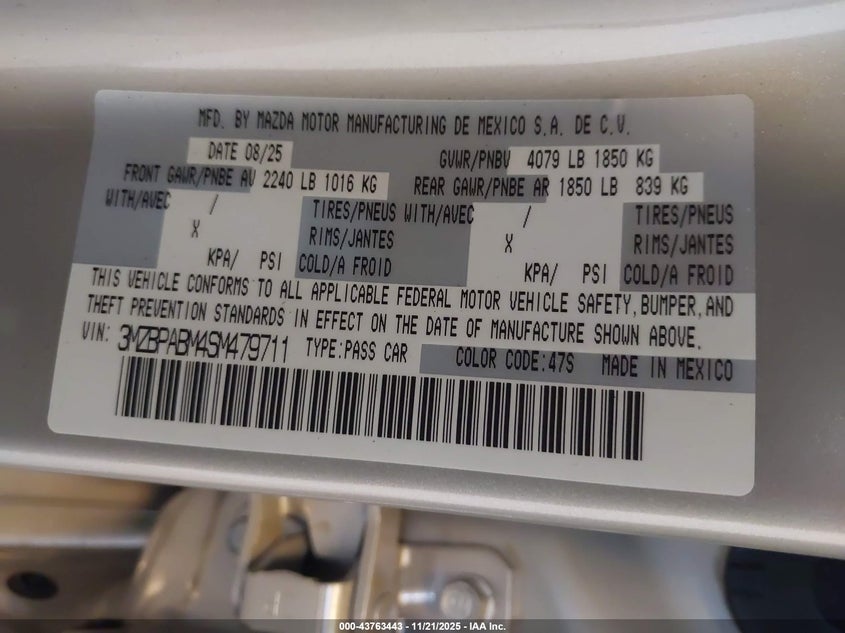 MFD. BY MAZDA MOTOR MANUFACTURING DE MEXICO S.A. DE C.V.
DATE 08/25 GVWR/PNBV 4079 LB 1850 KG
FRONT GAWR/PNBE AV 2240 LB 1016 KG REAR GAWR/PNBE AR 1850 LB 839 KG
WITH/AVEC / TIRES/PNEUS WITH/AVEC / TIRES/PNEUS
X RIMS/JANTES X RIMS/JANTES
KPA/ PSI COLD/A FROID KPA/ PSI COLD/A FROID
THIS VEHICLE CONFORMS TO ALL APPLICABLE FEDERAL MOTOR VEHICLE SAFETY, BUMPER, AND
THEFT PREVENTION STANDARDS IN EFFECT ON THE DATE OF MANUFACTURE SHOWN ABOVE.
VIN: 3MZBPABM4SM479711 TYPE:PASS CAR COLOR CODE:47S MADE IN MEXICO
000-43763443 - 11/21/2025 - IAA Inc.